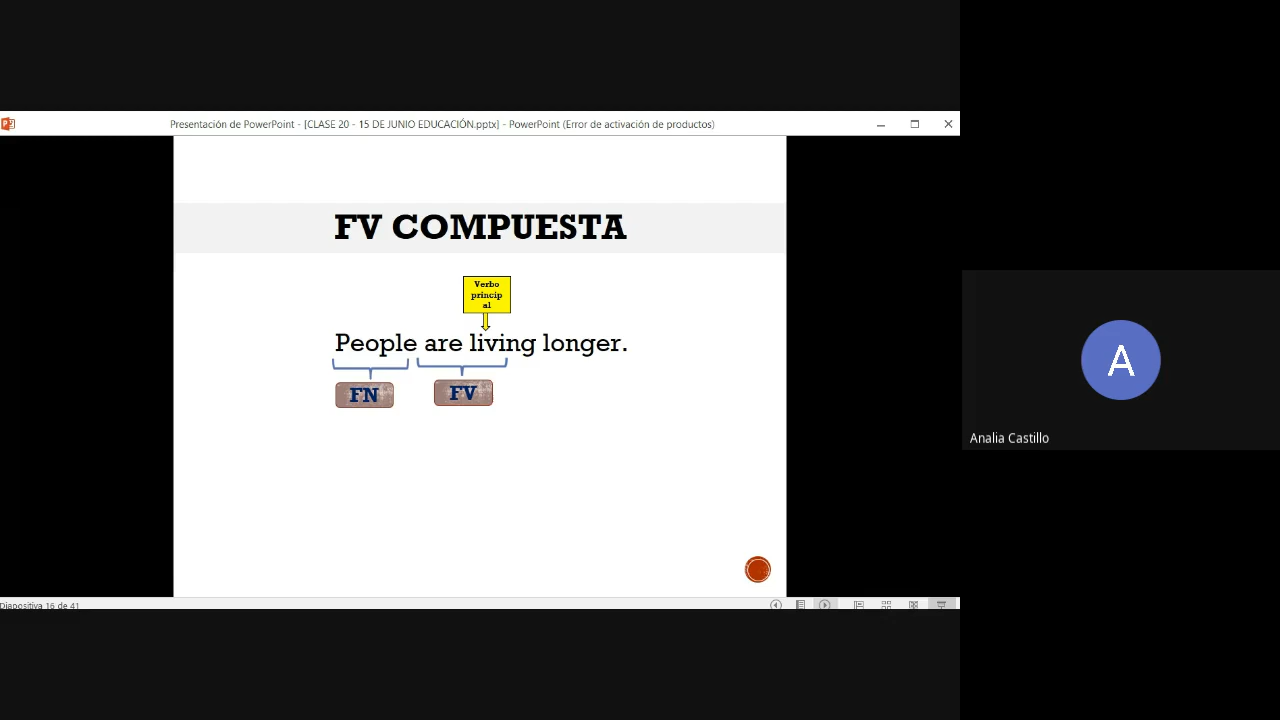 Presentación de PowerPoint - [CLASE 20 - 15 DE JUNIO EDUCACIÓN.pptx] - PowerPoint (Error de activación de productos)
FV COMPUESTA
Verbo
princip
al
People are living longer.
FN
FV
A
Analia Castillo
Diapositiva 16 de 41